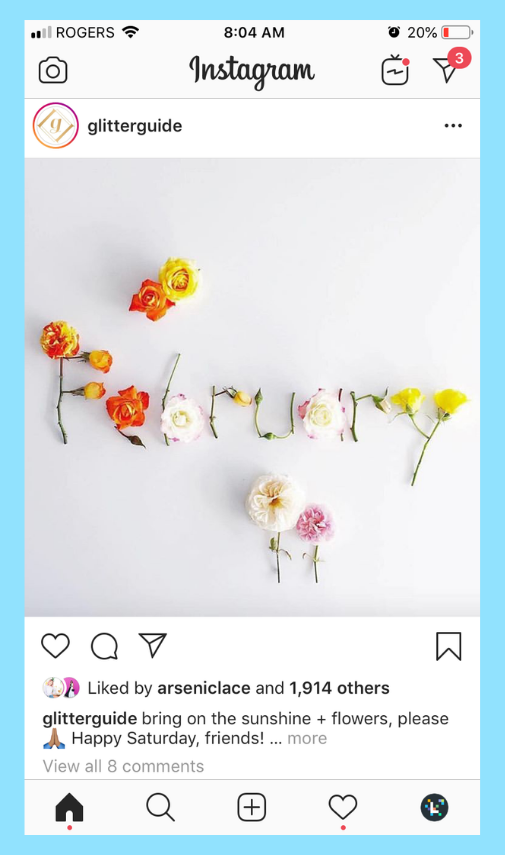 ROGERS 8:04 AM 20%
Instagram 3
g glitterguide
February
Liked by arseniclace and 1,914 others
glitterguide bring on the sunshine + flowers, please
🙏🏽 Happy Saturday, friends! ... more
View all 8 comments
L